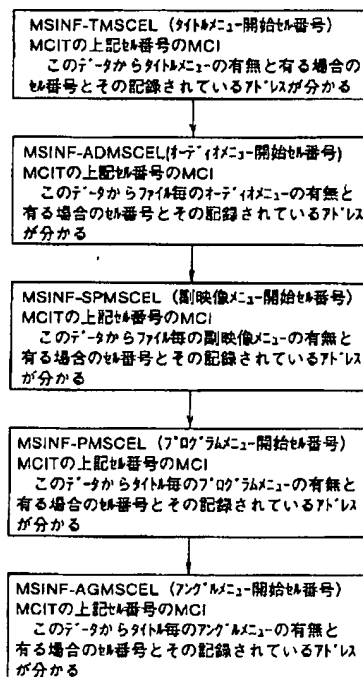 MSINF-TMSCEL (ﾀｲﾄﾙﾒﾆｭｰ開始ｾﾙ番号)
MCITの上記ｾﾙ番号のMCI
このﾃﾞｰﾀからﾀｲﾄﾙﾒﾆｭｰの有無と有る場合の
ｾﾙ番号とその記録されているｱﾄﾞﾚｽが分かる
MSINF-ADMSCEL(ｵｰﾃﾞｨｵﾒﾆｭｰ開始ｾﾙ番号)
MCITの上記ｾﾙ番号のMCI
このﾃﾞｰﾀからﾌｧｲﾙ毎のｵｰﾃﾞｨｵﾒﾆｭｰの有無と
有る場合のｾﾙ番号とその記録されているｱﾄﾞﾚｽ
が分かる
MSINF-SPMSCEL (副映像ﾒﾆｭｰ開始ｾﾙ番号)
MCITの上記ｾﾙ番号のMCI
このﾃﾞｰﾀからﾌｧｲﾙ毎の副映像ﾒﾆｭｰの有無と
有る場合のｾﾙ番号とその記録されているｱﾄﾞﾚｽ
が分かる
MSINF-PMSCEL (ﾌﾟﾛｸﾞﾗﾑﾒﾆｭｰ開始ｾﾙ番号)
MCITの上記ｾﾙ番号のMCI
このﾃﾞｰﾀからﾀｲﾄﾙ毎のﾌﾟﾛｸﾞﾗﾑﾒﾆｭｰの有無と
有る場合のｾﾙ番号とその記録されているｱﾄﾞﾚｽ
が分かる
MSINF-AGMSCEL (ｱﾝｸﾞﾙﾒﾆｭｰ開始ｾﾙ番号)
MCITの上記ｾﾙ番号のMCI
このﾃﾞｰﾀからﾀｲﾄﾙ毎のｱﾝｸﾞﾙﾒﾆｭｰの有無と
有る場合のｾﾙ番号とその記録されているｱﾄﾞﾚｽ
が分かる